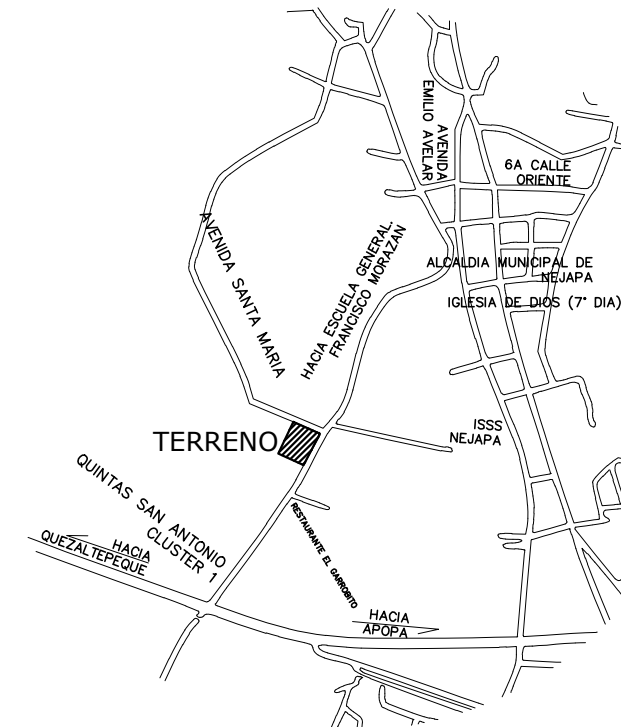 AVENIDA
EMILIO AVELAR
6A CALLE
ORIENTE
AVENIDA SANTA MARIA
HACIA ESCUELA GENERAL.
FRANCISCO MORAZAN
ALCALDIA MUNICIPAL DE
NEJAPA
IGLESIA DE DIOS (7° DIA)
ISSS
NEJAPA
TERRENO
QUINTAS SAN ANTONIO
CLUSTER 1
RESTAURANTE EL GARROBITO
HACIA
QUEZALTEPEQUE
HACIA
APOPA